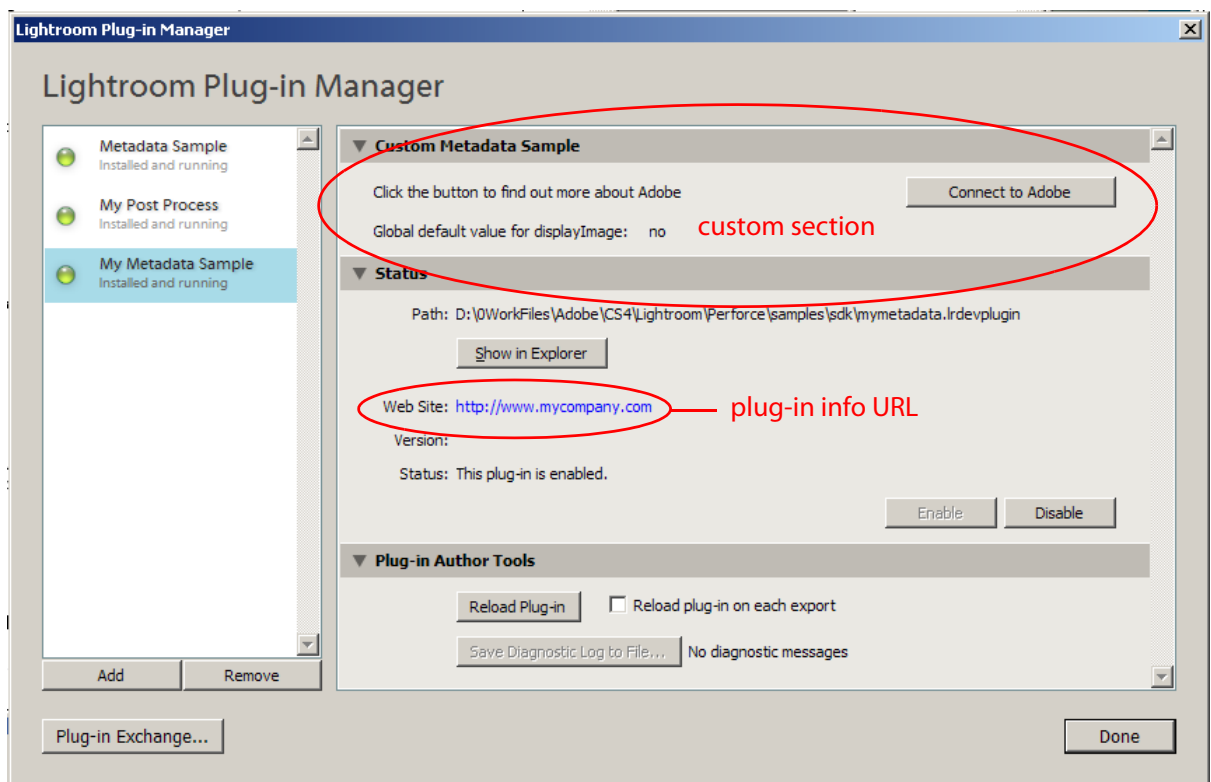 Lightroom Plug-in Manager
Lightroom Plug-in Manager
Metadata Sample
Installed and running
My Post Process
Installed and running
My Metadata Sample
Installed and running
Add Remove
Custom Metadata Sample
Click the button to find out more about Adobe Connect to Adobe
Global default value for displayImage: no custom section
Status
Path: D:\0WorkFiles\Adobe\CS4\Lightroom\Perforce\samples\sdk\mymetadata.lrdevplugin
Show in Explorer
Web Site: http://www.mycompany.com plug-in info URL
Version:
Status: This plug-in is enabled.
Enable Disable
Plug-in Author Tools
Reload Plug-in Reload plug-in on each export
Save Diagnostic Log to File... No diagnostic messages
Plug-in Exchange... Done